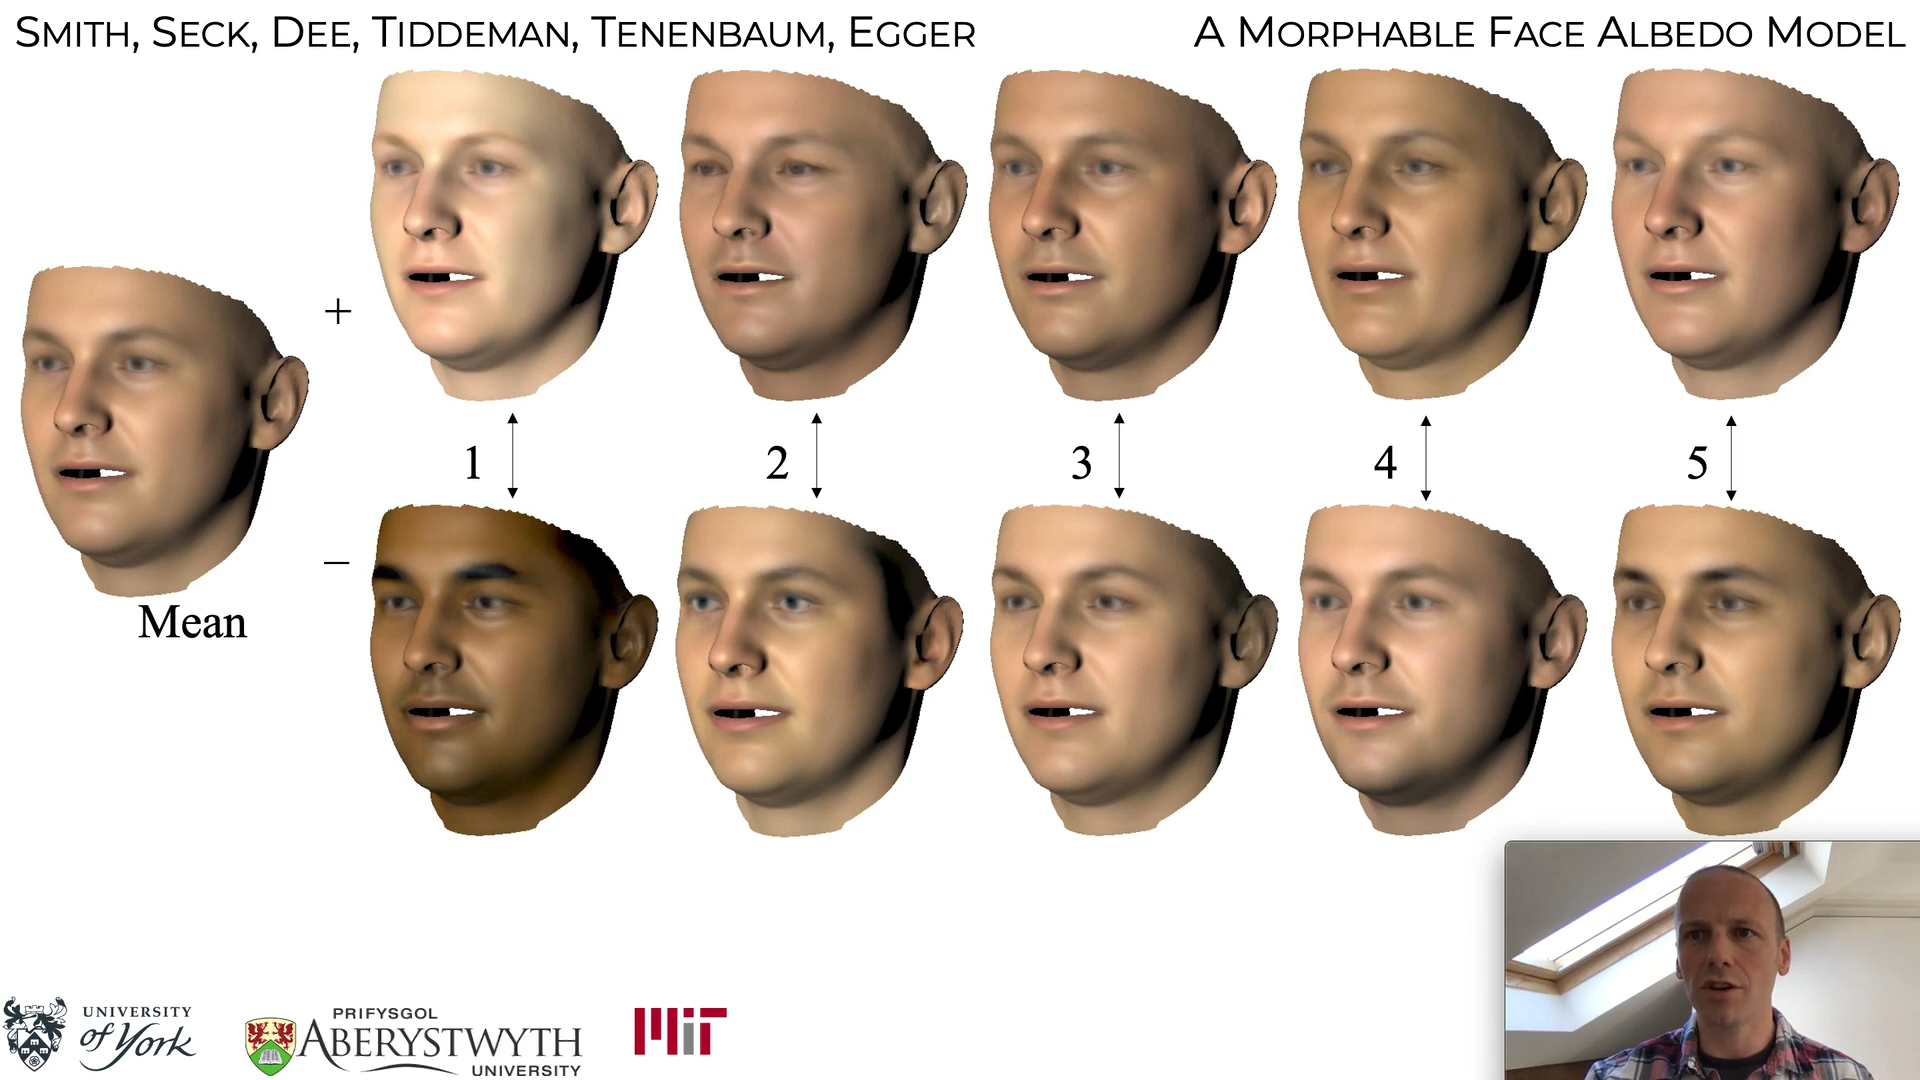 SMITH, SECK, DEE, TIDDEMAN, TENENBAUM, EGGER
A MORPHABLE FACE ALBEDO MODEL
+
1
2
3
4
5
−
Mean
UNIVERSITY
of York
PRIFYSGOL
ABERYSTWYTH
UNIVERSITY
MIT